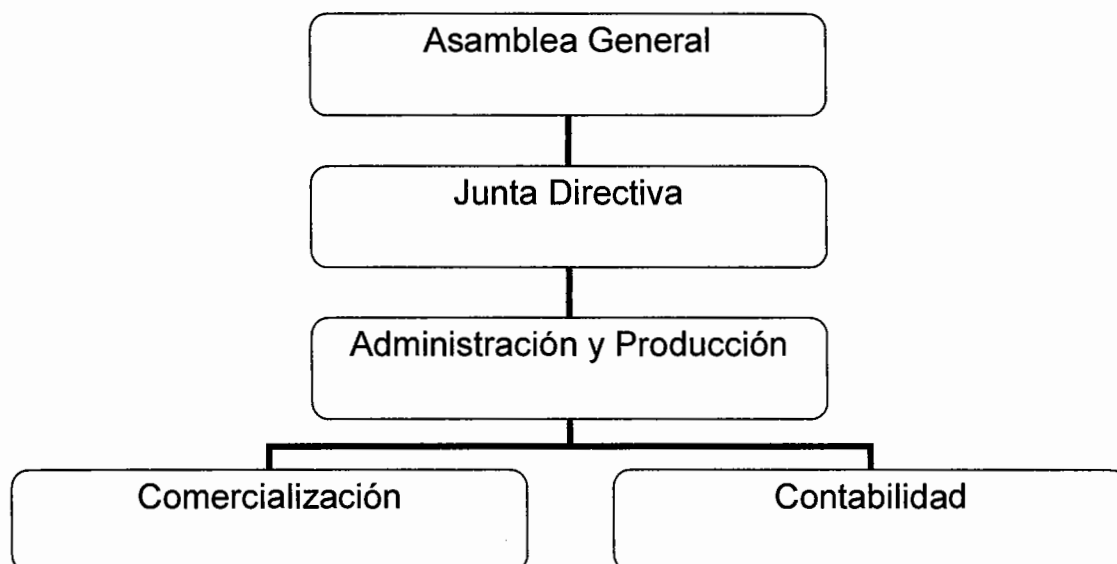 Asamblea General
Junta Directiva
Administración y Producción
Comercialización
Contabilidad